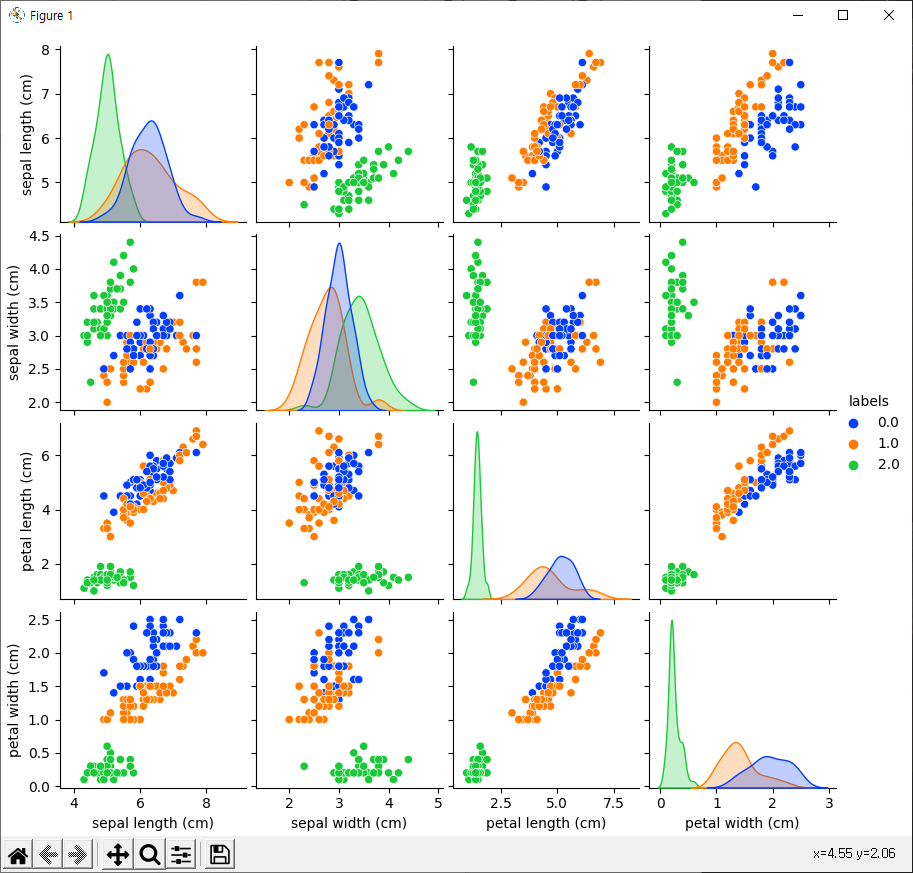 Figure 1
8
7
6
5
sepal length (cm)
4.5
4.0
3.5
3.0
2.5
2.0
sepal width (cm)
labels
0.0
1.0
2.0
6
4
2
petal length (cm)
2.5
2.0
1.5
1.0
0.5
0.0
petal width (cm)
4 6 8
2 3 4 5
2.5 5.0 7.5
0 1 2 3
sepal length (cm) sepal width (cm) petal length (cm) petal width (cm)
x=4.55 y=2.06